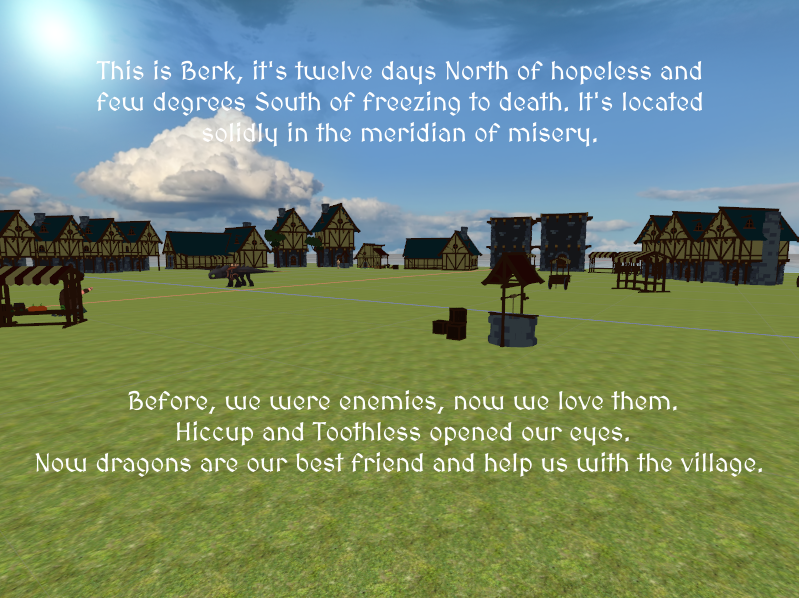 This is Berk, it's twelve days North of hopeless and
few degrees South of freezing to death. It's located
solidly in the meridian of misery.
Before, we were enemies, now we love them.
Hiccup and Toothless opened our eyes.
Now dragons are our best friend and help us with the village.